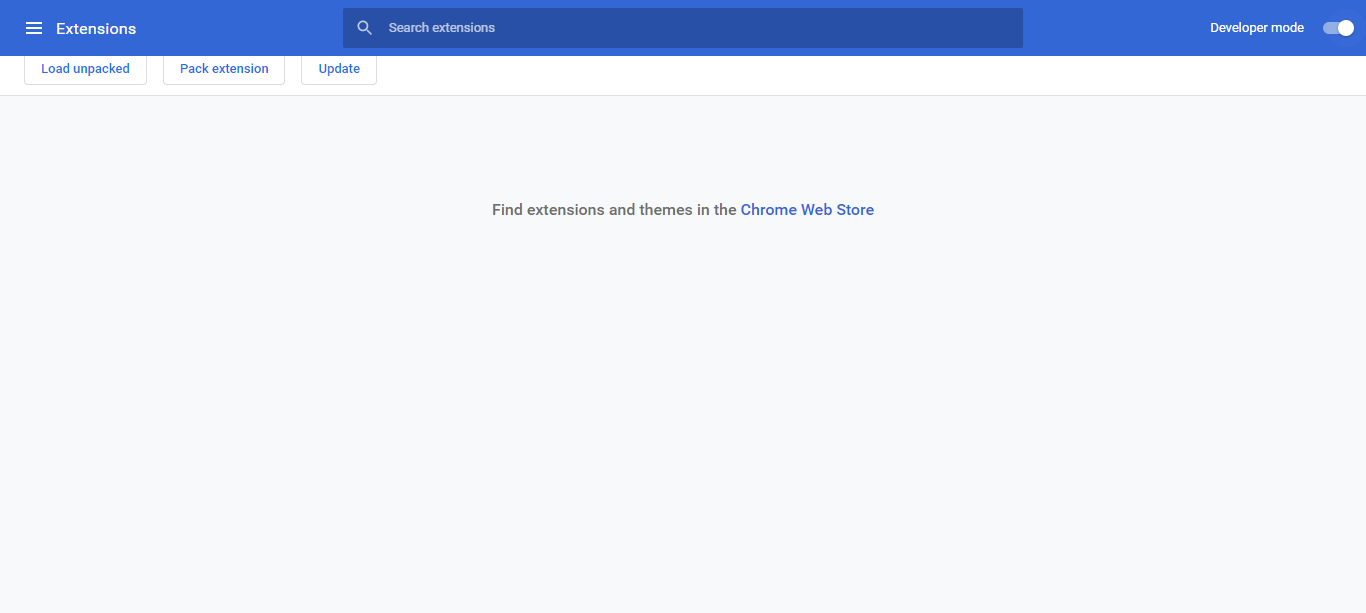 Extensions
Search extensions
Developer mode
Load unpacked
Pack extension
Update
Find extensions and themes in the Chrome Web Store